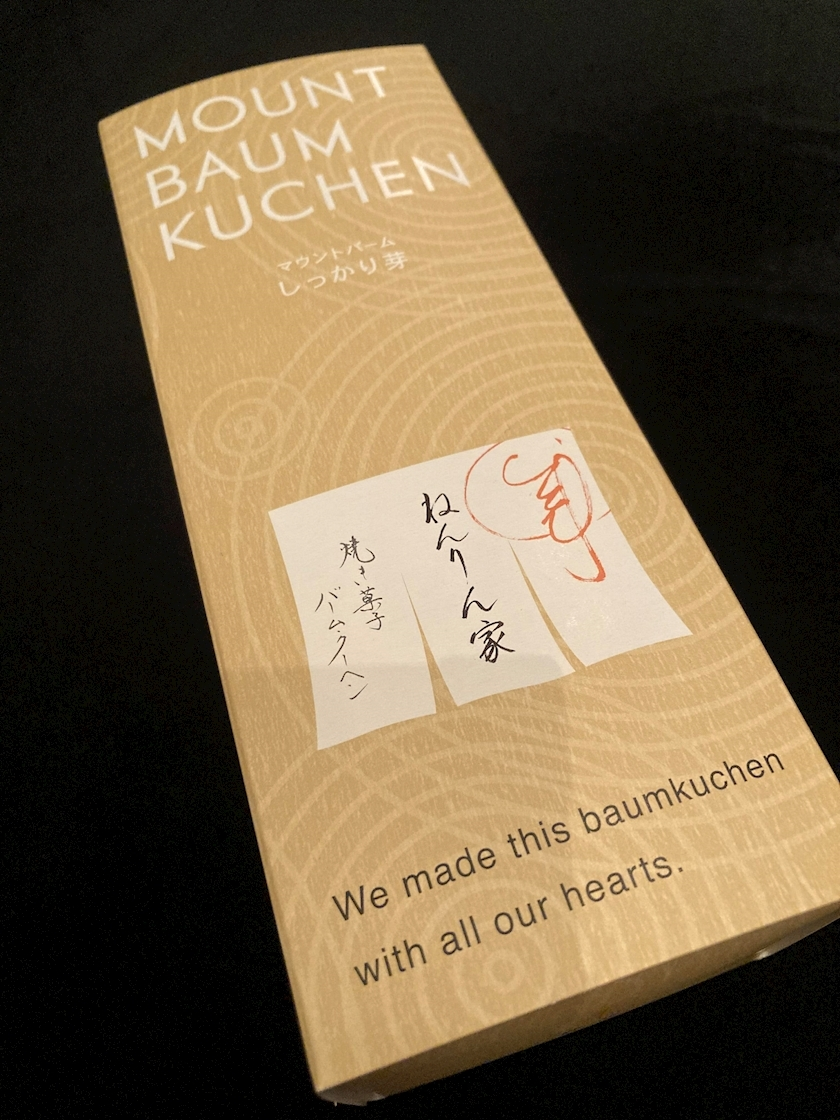 MOUNT
BAUM
KUCHEN
マウントバーム
しっかり芽
芽
ねんりん家
焼き菓子
バームクーヘン
We made this baumkuchen
with all our hearts.